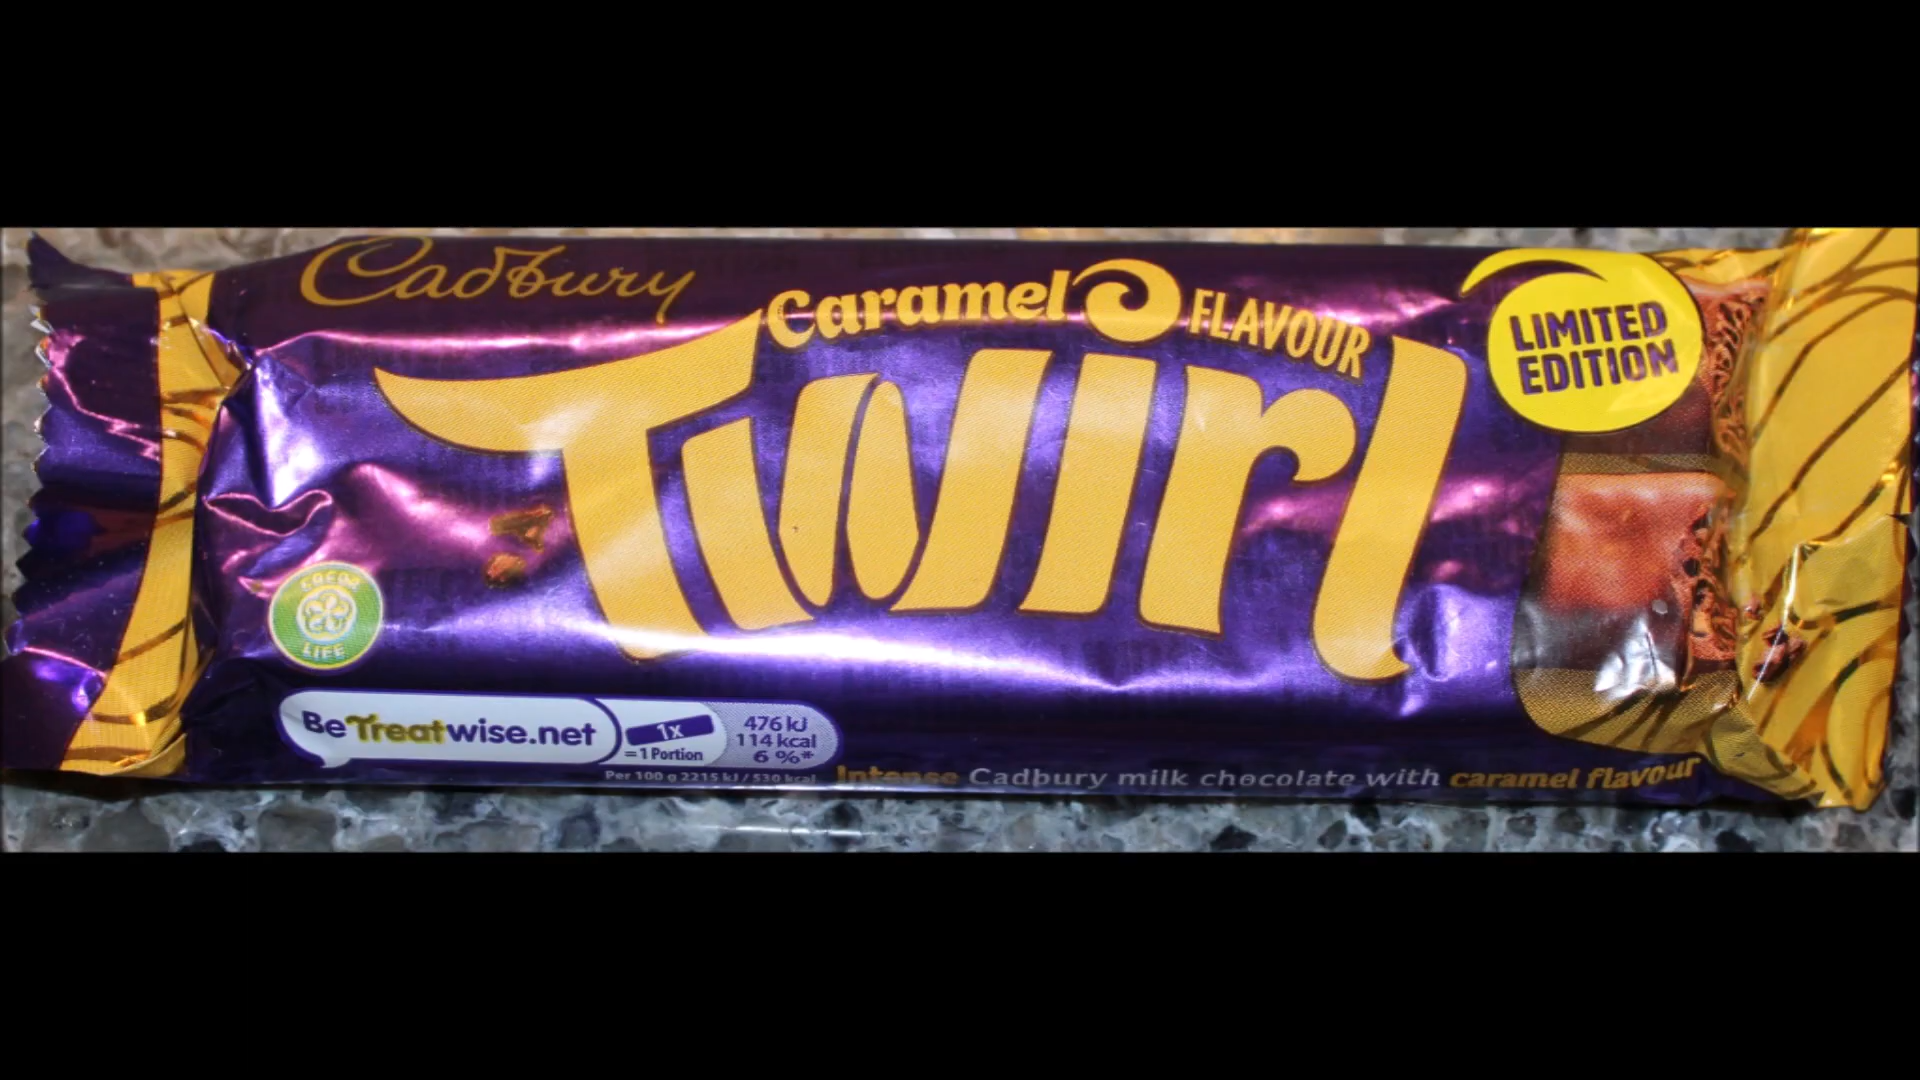 Cadbury
Caramel FLAVOUR
Twirl
LIMITED
EDITION
COCOA
LIFE
BeTreatwise.net
1x
= 1 Portion
476 kJ
114 kcal
6 %*
Per 100 g 2215 kJ / 530 kcal
Intense Cadbury milk chocolate with caramel flavour